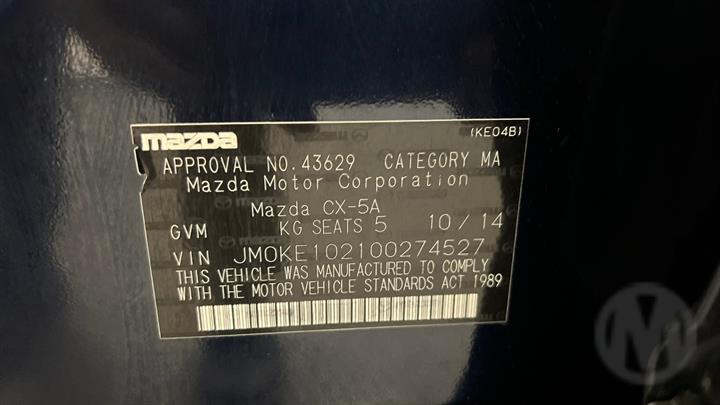 mazda (KE04B)
APPROVAL NO.43629 CATEGORY MA
Mazda Motor Corporation
Mazda CX-5A
GVM KG SEATS 5 10/14
VIN JM0KE102100274527
THIS VEHICLE WAS MANUFACTURED TO COMPLY
WITH THE MOTOR VEHICLE STANDARDS ACT 1989
M